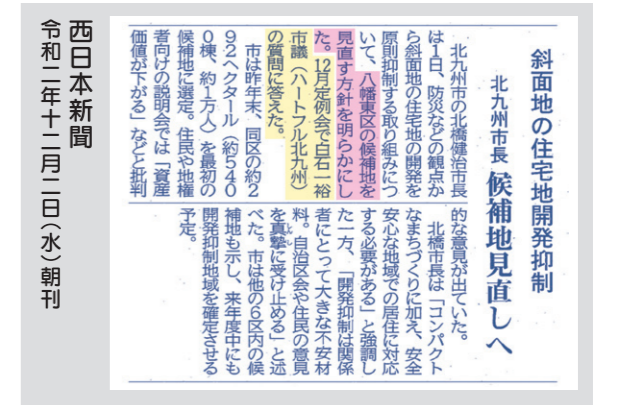 斜面地の住宅地開発抑制
北九州市長 候補地見直しへ
北九州市の北橋健治市長
は1日、防災などの観点か
ら斜面地の住宅地の開発を
原則抑制する取り組みにつ
いて、八幡東区の候補地を
見直す方針を明らかにし
た。12月定例会で白石一裕
市議（ハートフル北九州）
の質問に答えた。
市は昨年末、同区の約2
92ヘクタール（約540
0棟、約1万人）を最初の
候補地に選定。住民や地権
者向けの説明会では「資産
価値が下がる」などと批判
的な意見が出ていた。
北橋市長は「コンパクト
なまちづくりに加え、安全
安心な地域での居住に対応
する必要がある」と強調し
た一方、「開発抑制は関係
者にとって大きな不安材
料。自治区会や住民の意見
を真摯に受け止める」と述
べた。市は他の6区内の候
補地も示し、来年度中にも
開発抑制地域を確定させる
予定。
西日本新聞
令和二年十二月二日（水）朝刊